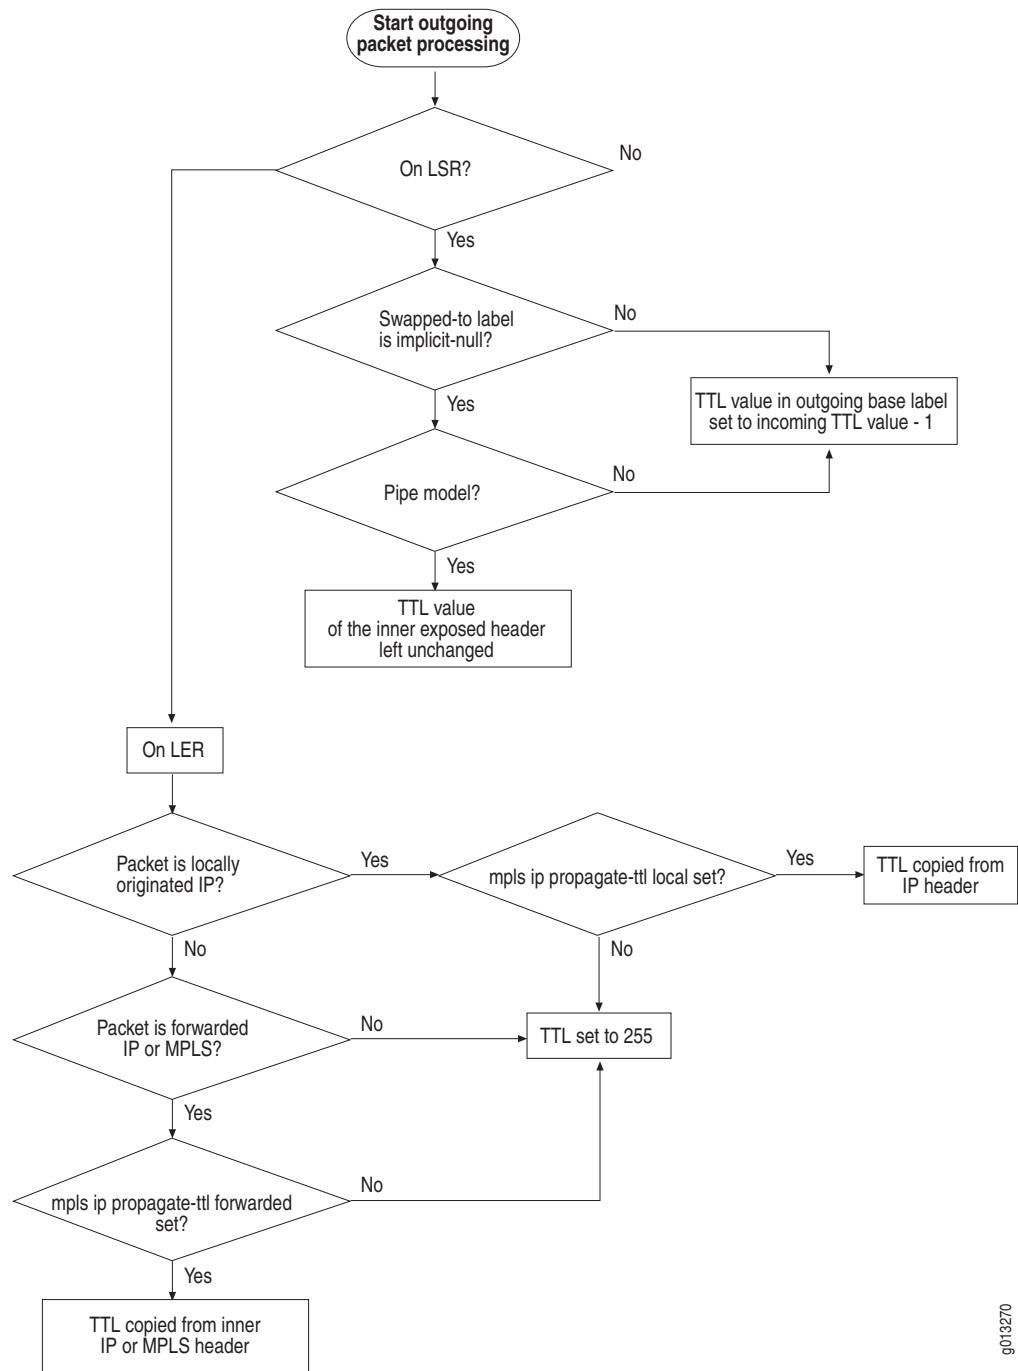 Start outgoing
packet processing
On LSR?
No
Yes
Swapped-to label
is implicit-null?
No
TTL value in outgoing base label
set to incoming TTL value - 1
Yes
Pipe model?
No
Yes
TTL value
of the inner exposed header
left unchanged
On LER
Packet is locally
originated IP?
Yes
mpls ip propagate-ttl local set?
Yes
TTL copied from
IP header
No
No
Packet is forwarded
IP or MPLS?
No
TTL set to 255
Yes
mpls ip propagate-ttl forwarded
set?
No
Yes
TTL copied from inner
IP or MPLS header
g013270